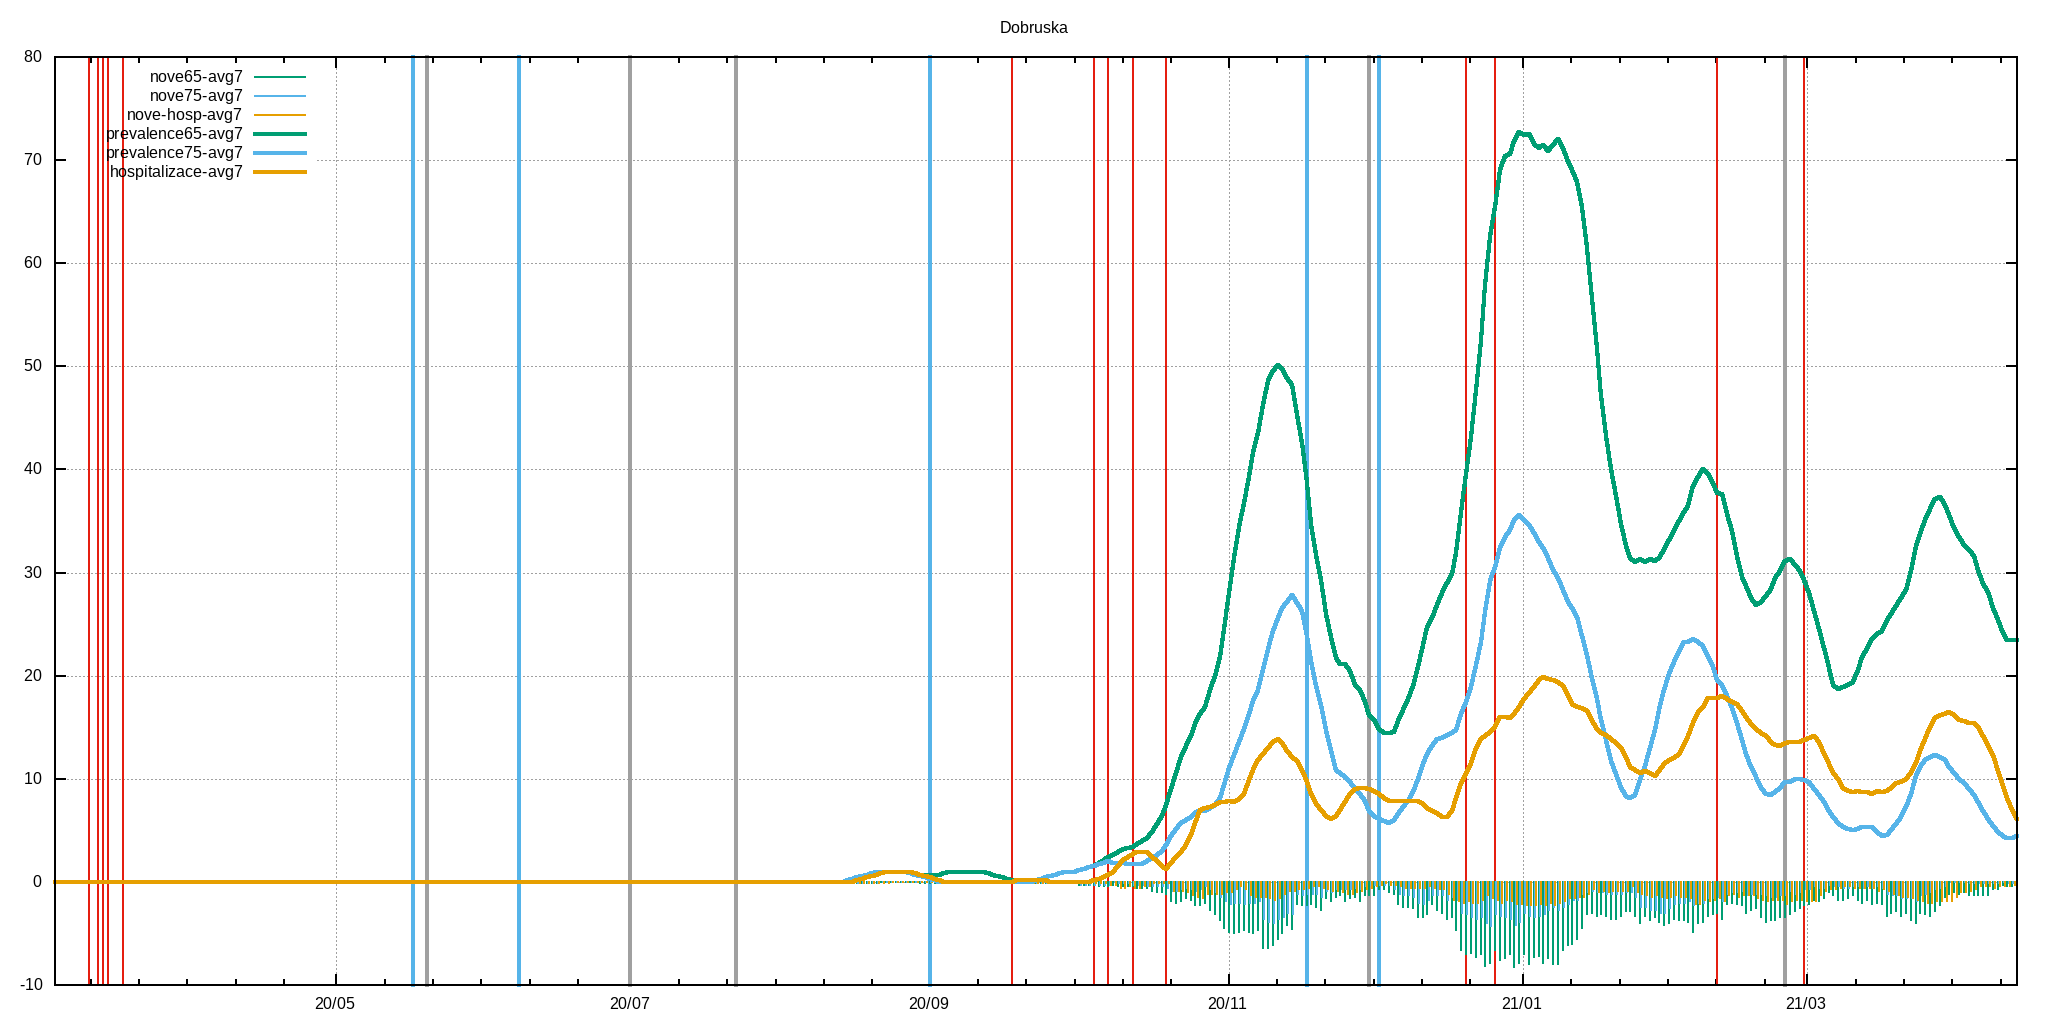 Dobruska
80
nove65-avg7
nove75-avg7
nove-hosp-avg7
prevalence65-avg7
prevalence75-avg7
hospitalizace-avg7
70
60
50
40
30
20
10
0
-10
20/05 20/07 20/09 20/11 21/01 21/03